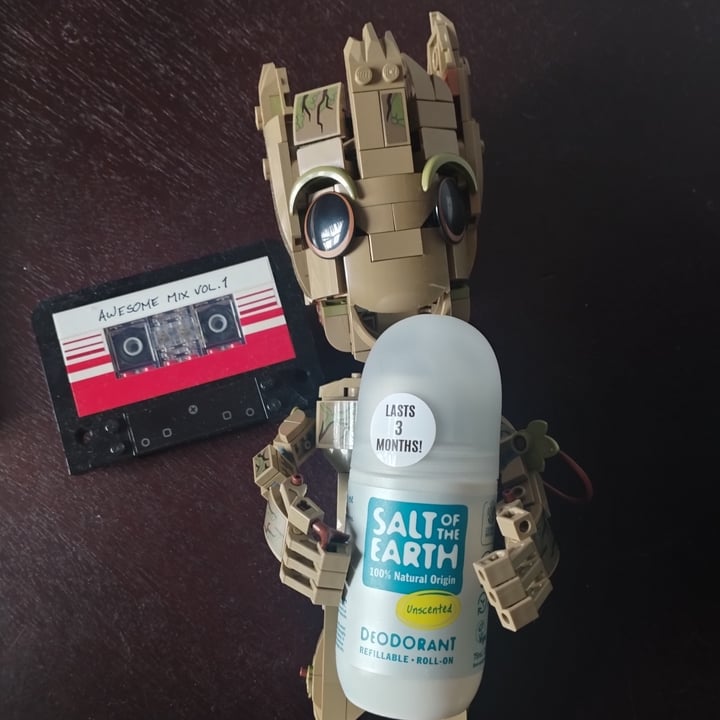 AWESOME MIX VOL.1
LASTS
3
MONTHS!
SALT OF
THE
EARTH
100% Natural Origin
Unscented
DEODORANT
REFILLABLE • ROLL-ON